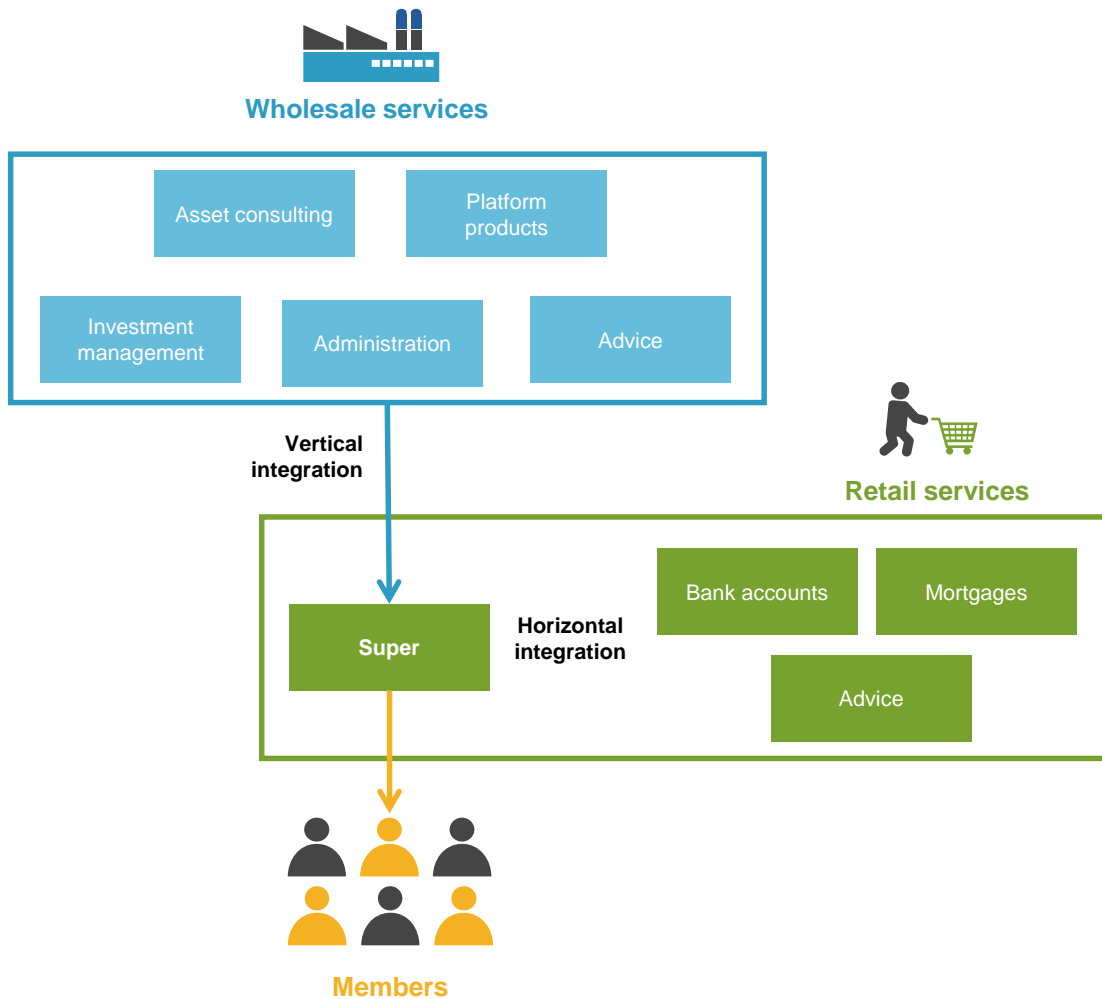 Wholesale services
Asset consulting
Platform
products
Investment
management
Administration
Advice
Vertical
integration
Retail services
Bank accounts
Mortgages
Super
Horizontal
integration
Advice
Members